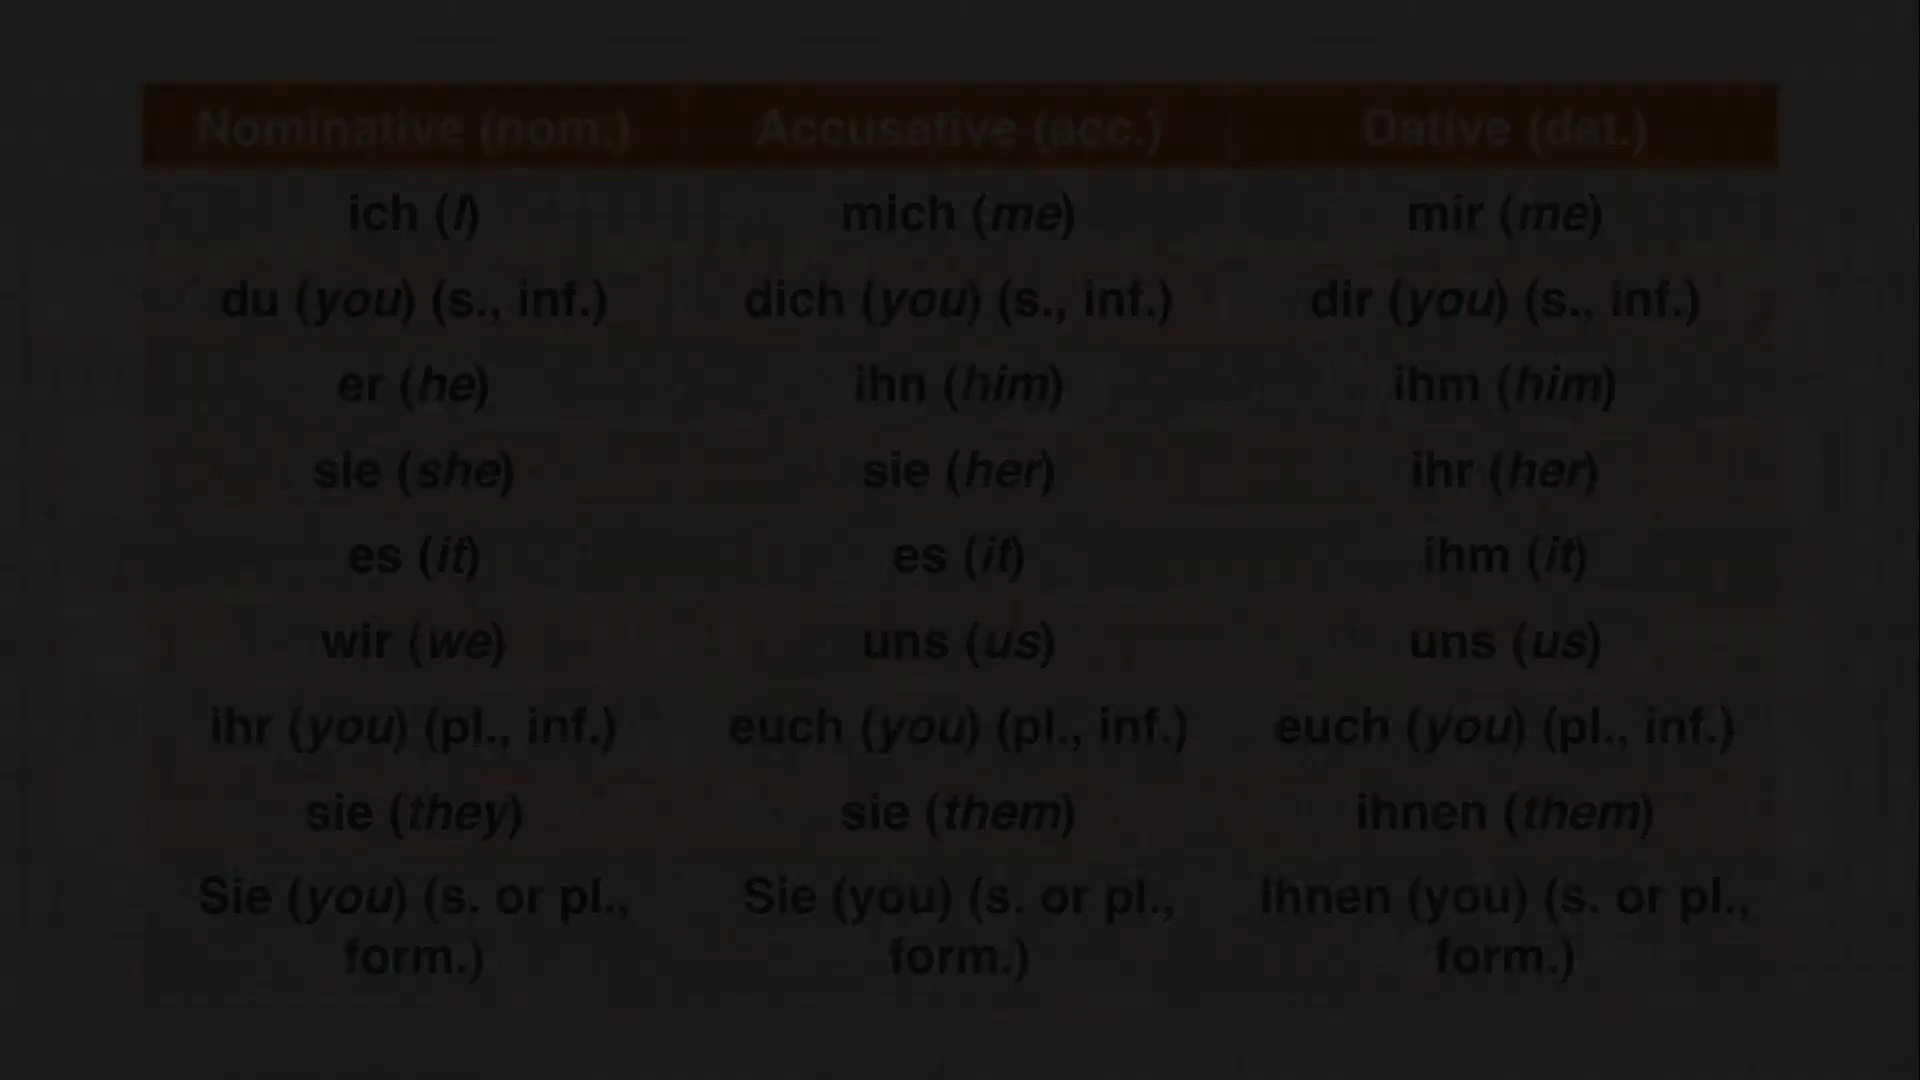 Nominative (nom.) Accusative (acc.) Dative (dat.)
ich (I) mich (me) mir (me)
du (you) (s., inf.) dich (you) (s., inf.) dir (you) (s., inf.)
er (he) ihn (him) ihm (him)
sie (she) sie (her) ihr (her)
es (it) es (it) ihm (it)
wir (we) uns (us) uns (us)
ihr (you) (pl., inf.) euch (you) (pl., inf.) euch (you) (pl., inf.)
sie (they) sie (them) ihnen (them)
Sie (you) (s. or pl., Sie (you) (s. or pl., Ihnen (you) (s. or pl.,
form.) form.) form.)